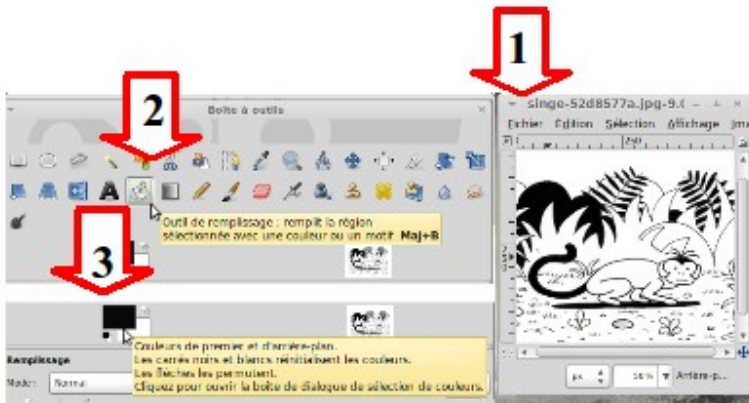 1
2
3
Boîte à outils
singe-52d8577a.jpg-9.
Fichier Édition Sélection Affichage Ima
250
Outil de remplissage : remplit la région
sélectionnée avec une couleur ou un motif Maj+B
Couleurs de premier et d'arrière-plan.
Les carrés noirs et blancs réinitialisent les couleurs.
Les flèches les permutent.
Cliquez pour ouvrir la boîte de dialogue de sélection de couleurs.
Remplissage
Mode : Normal
px 50% Arrière-p...